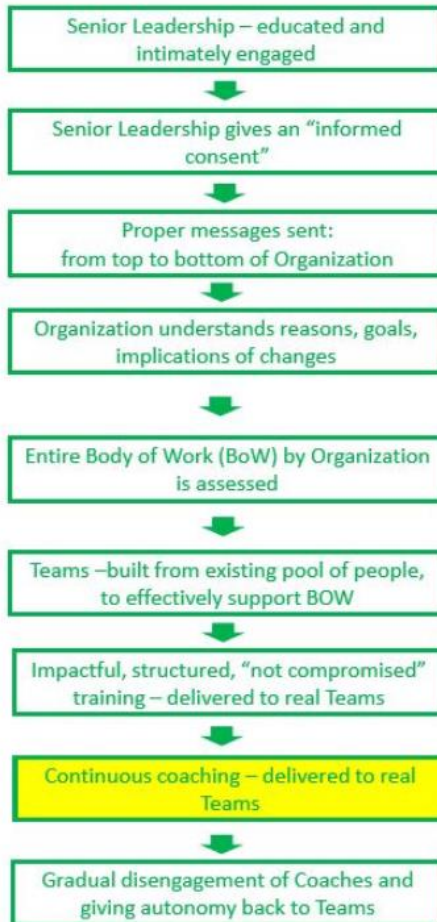 Senior Leadership – educated and
intimately engaged
Senior Leadership gives an “informed
consent”
Proper messages sent:
from top to bottom of Organization
Organization understands reasons, goals,
implications of changes
Entire Body of Work (BoW) by Organization
is assessed
Teams –built from existing pool of people,
to effectively support BOW
Impactful, structured, “not compromised”
training – delivered to real Teams
Continuous coaching – delivered to real
Teams
Gradual disengagement of Coaches and
giving autonomy back to Teams